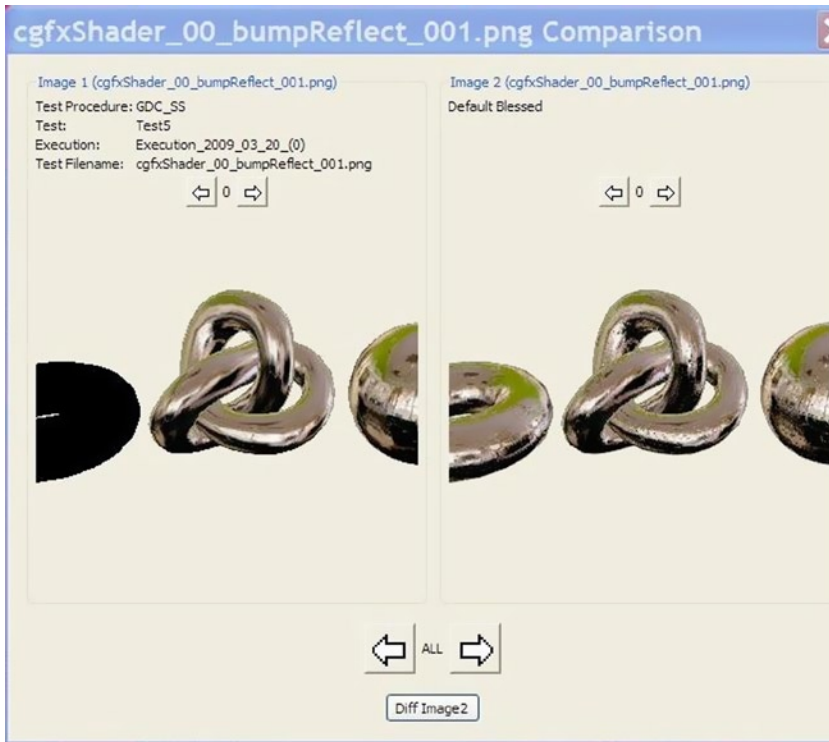 cgfxShader_00_bumpReflect_001.png Comparison
Image 1 (cgfxShader_00_bumpReflect_001.png)
Test Procedure: GDC_SS
Test: Test5
Execution: Execution_2009_03_20_(0)
Test Filename: cgfxShader_00_bumpReflect_001.png
0
Image 2 (cgfxShader_00_bumpReflect_001.png)
Default Blessed
0
ALL
Diff Image2